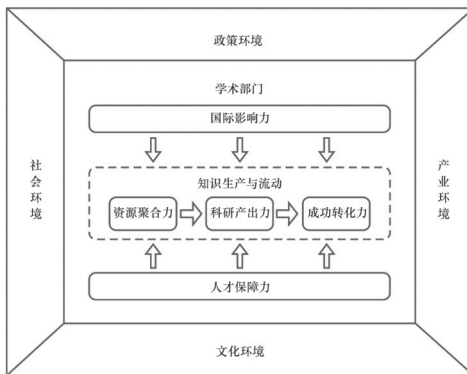 政策环境
学术部门
国际影响力
社会环境
产业环境
知识生产与流动
资源聚合力
科研产出力
成功转化力
人才保障力
文化环境